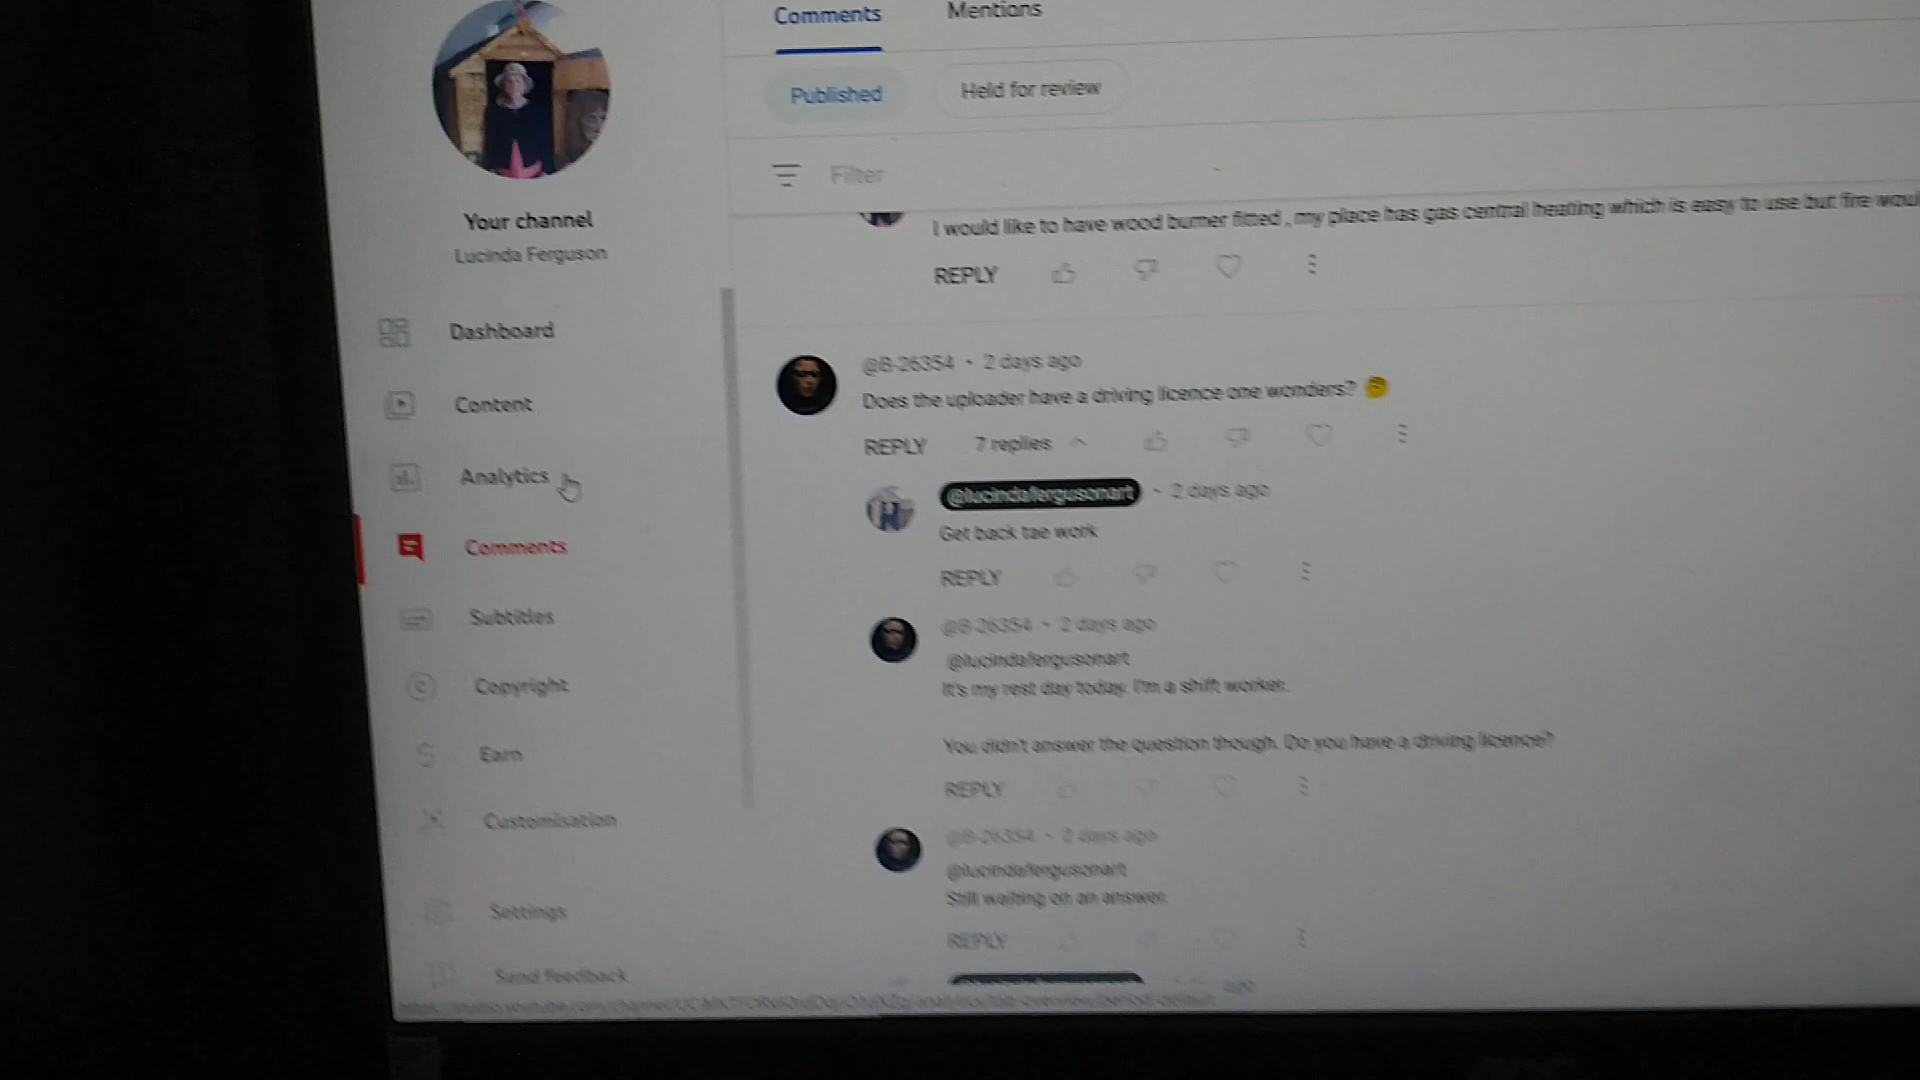 Comments
Mentions
Published
Held for review
Filter
Your channel
Lucinda Ferguson
Dashboard
Content
Analytics
Comments
Subtitles
Copyright
Earn
Customisation
Settings
Send feedback
I would like to have wood burner fitted , my place has gas central heating which is easy to use but fire
REPLY
@B-26354 • 2 days ago
Does the uploader have a driving licence one wonders? 🤔
REPLY 7 replies
@lucindafergusonart • 2 days ago
Get back tae work
REPLY
@B-26354 • 2 days ago
@lucindafergusonart
It's my rest day today. I'm a shift worker.
You didn't answer the question though. Do you have a driving licence?
REPLY
@B-26354 • 2 days ago
@lucindafergusonart
Still waiting on an answer.
REPLY
ago